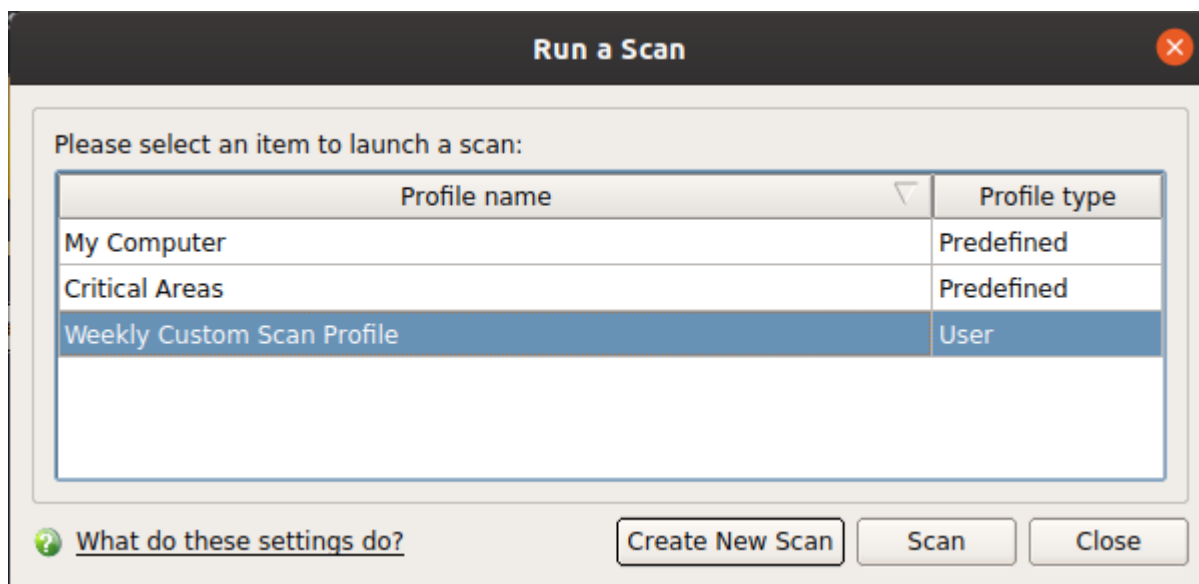 Run a Scan
Please select an item to launch a scan:
Profile name Profile type
My Computer Predefined
Critical Areas Predefined
Weekly Custom Scan Profile User
What do these settings do? Create New Scan Scan Close